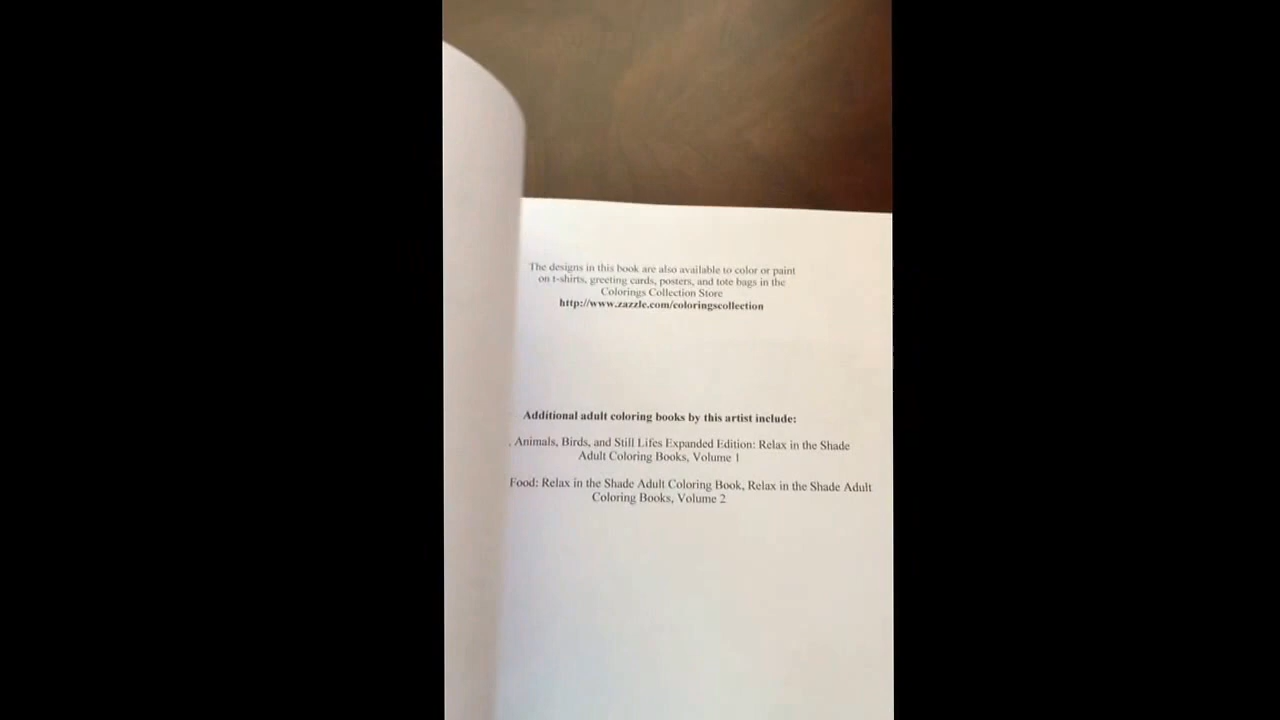 The designs in this book are also available to color or paint
on t-shirts, greeting cards, posters, and tote bags in the
Colorings Collection Store
http://www.zazzle.com/coloringscollection
Additional adult coloring books by this artist include:
. Animals, Birds, and Still Lifes Expanded Edition: Relax in the Shade
Adult Coloring Books, Volume 1
Food: Relax in the Shade Adult Coloring Book, Relax in the Shade Adult
Coloring Books, Volume 2